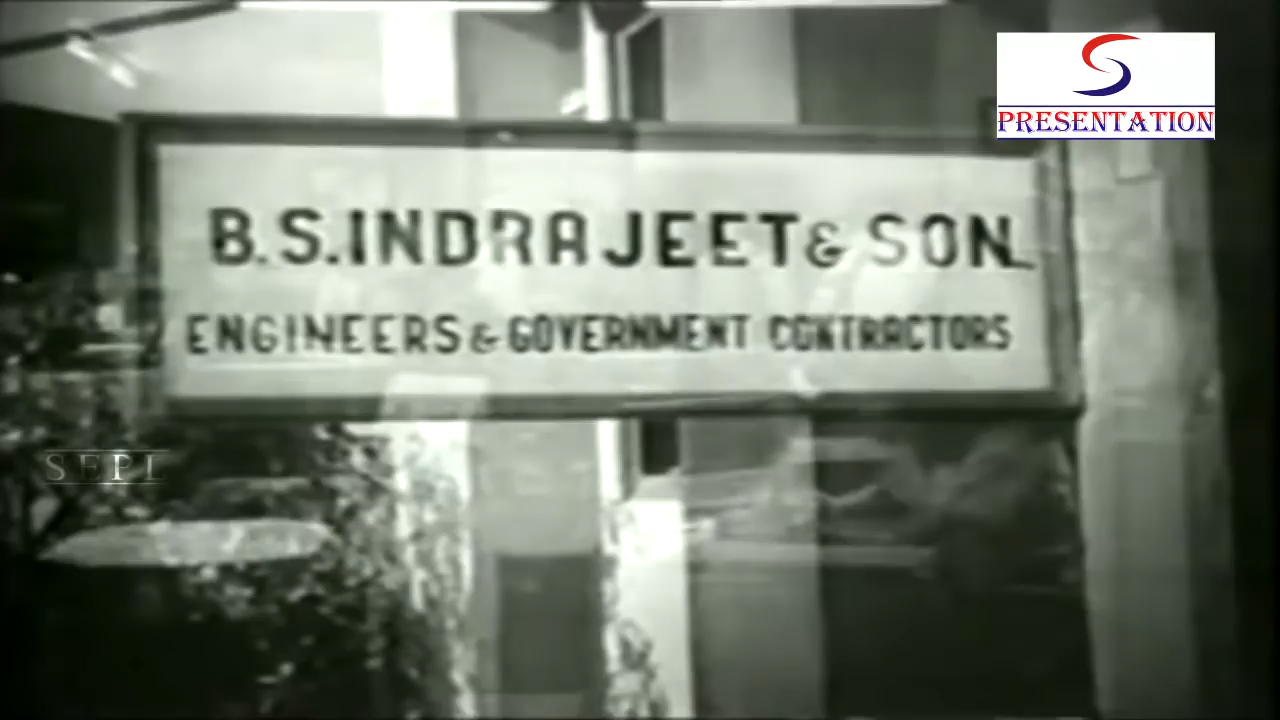 PRESENTATION
B.S. INDRAJEET & SON.
ENGINEERS & GOVERNMENT CONTRACTORS
SEPL